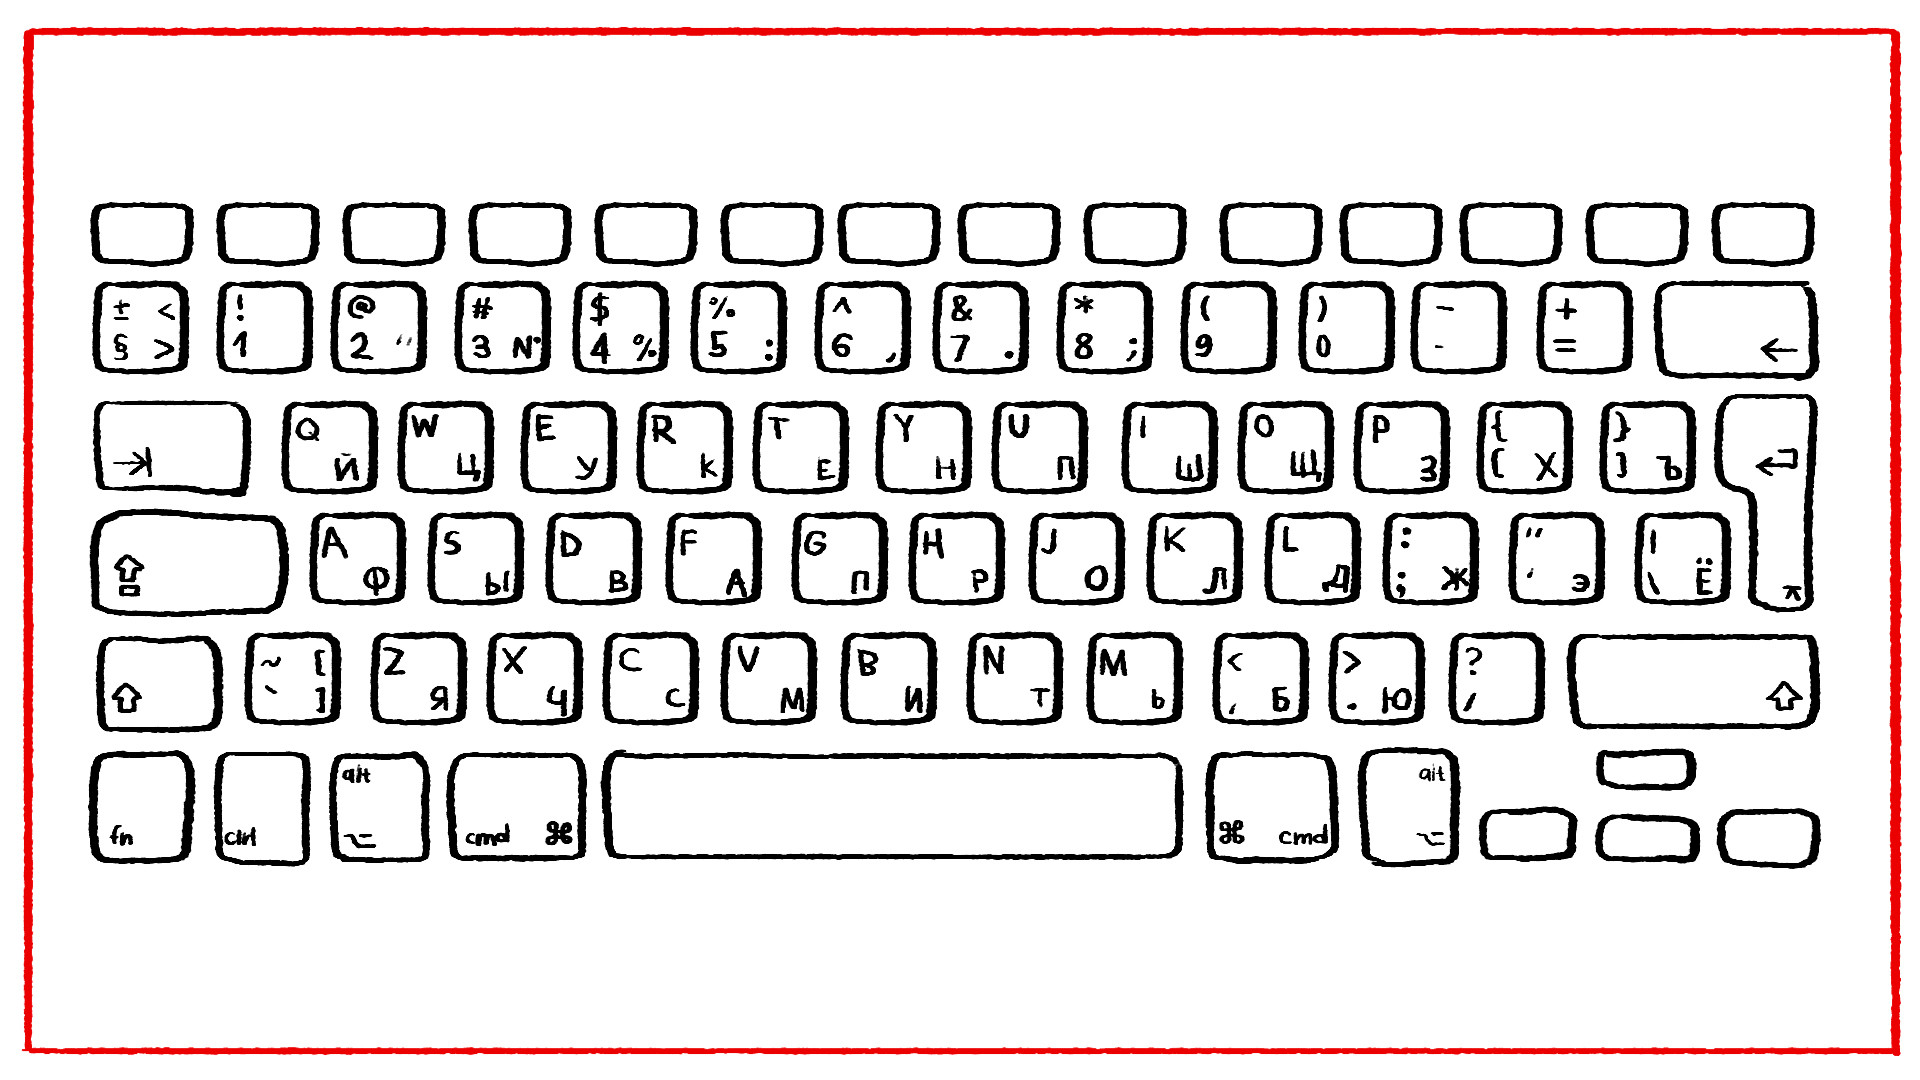 ± < ! @ # $ % ^ & * ( ) – +
§ > 1 2 " 3 № 4 % 5 : 6 , 7 . 8 ; 9 0 - = ←
Q W E R T Y U I O P { }
→| Й Ц У К Е Н П Ш Щ З [ Х ] Ъ ↵
A S D F G H J K L : " |
⇪ Ф Ы В А П Р О Л Д ; Ж ' Э \ Ё ⌅
~ [ Z X C V B N M < > ?
⇧ ` ] Я Ч С М И Т Ь , Б . Ю / ⇧
alt alt
fn ctrl ⌥ cmd ⌘ ⌘ cmd ⌥